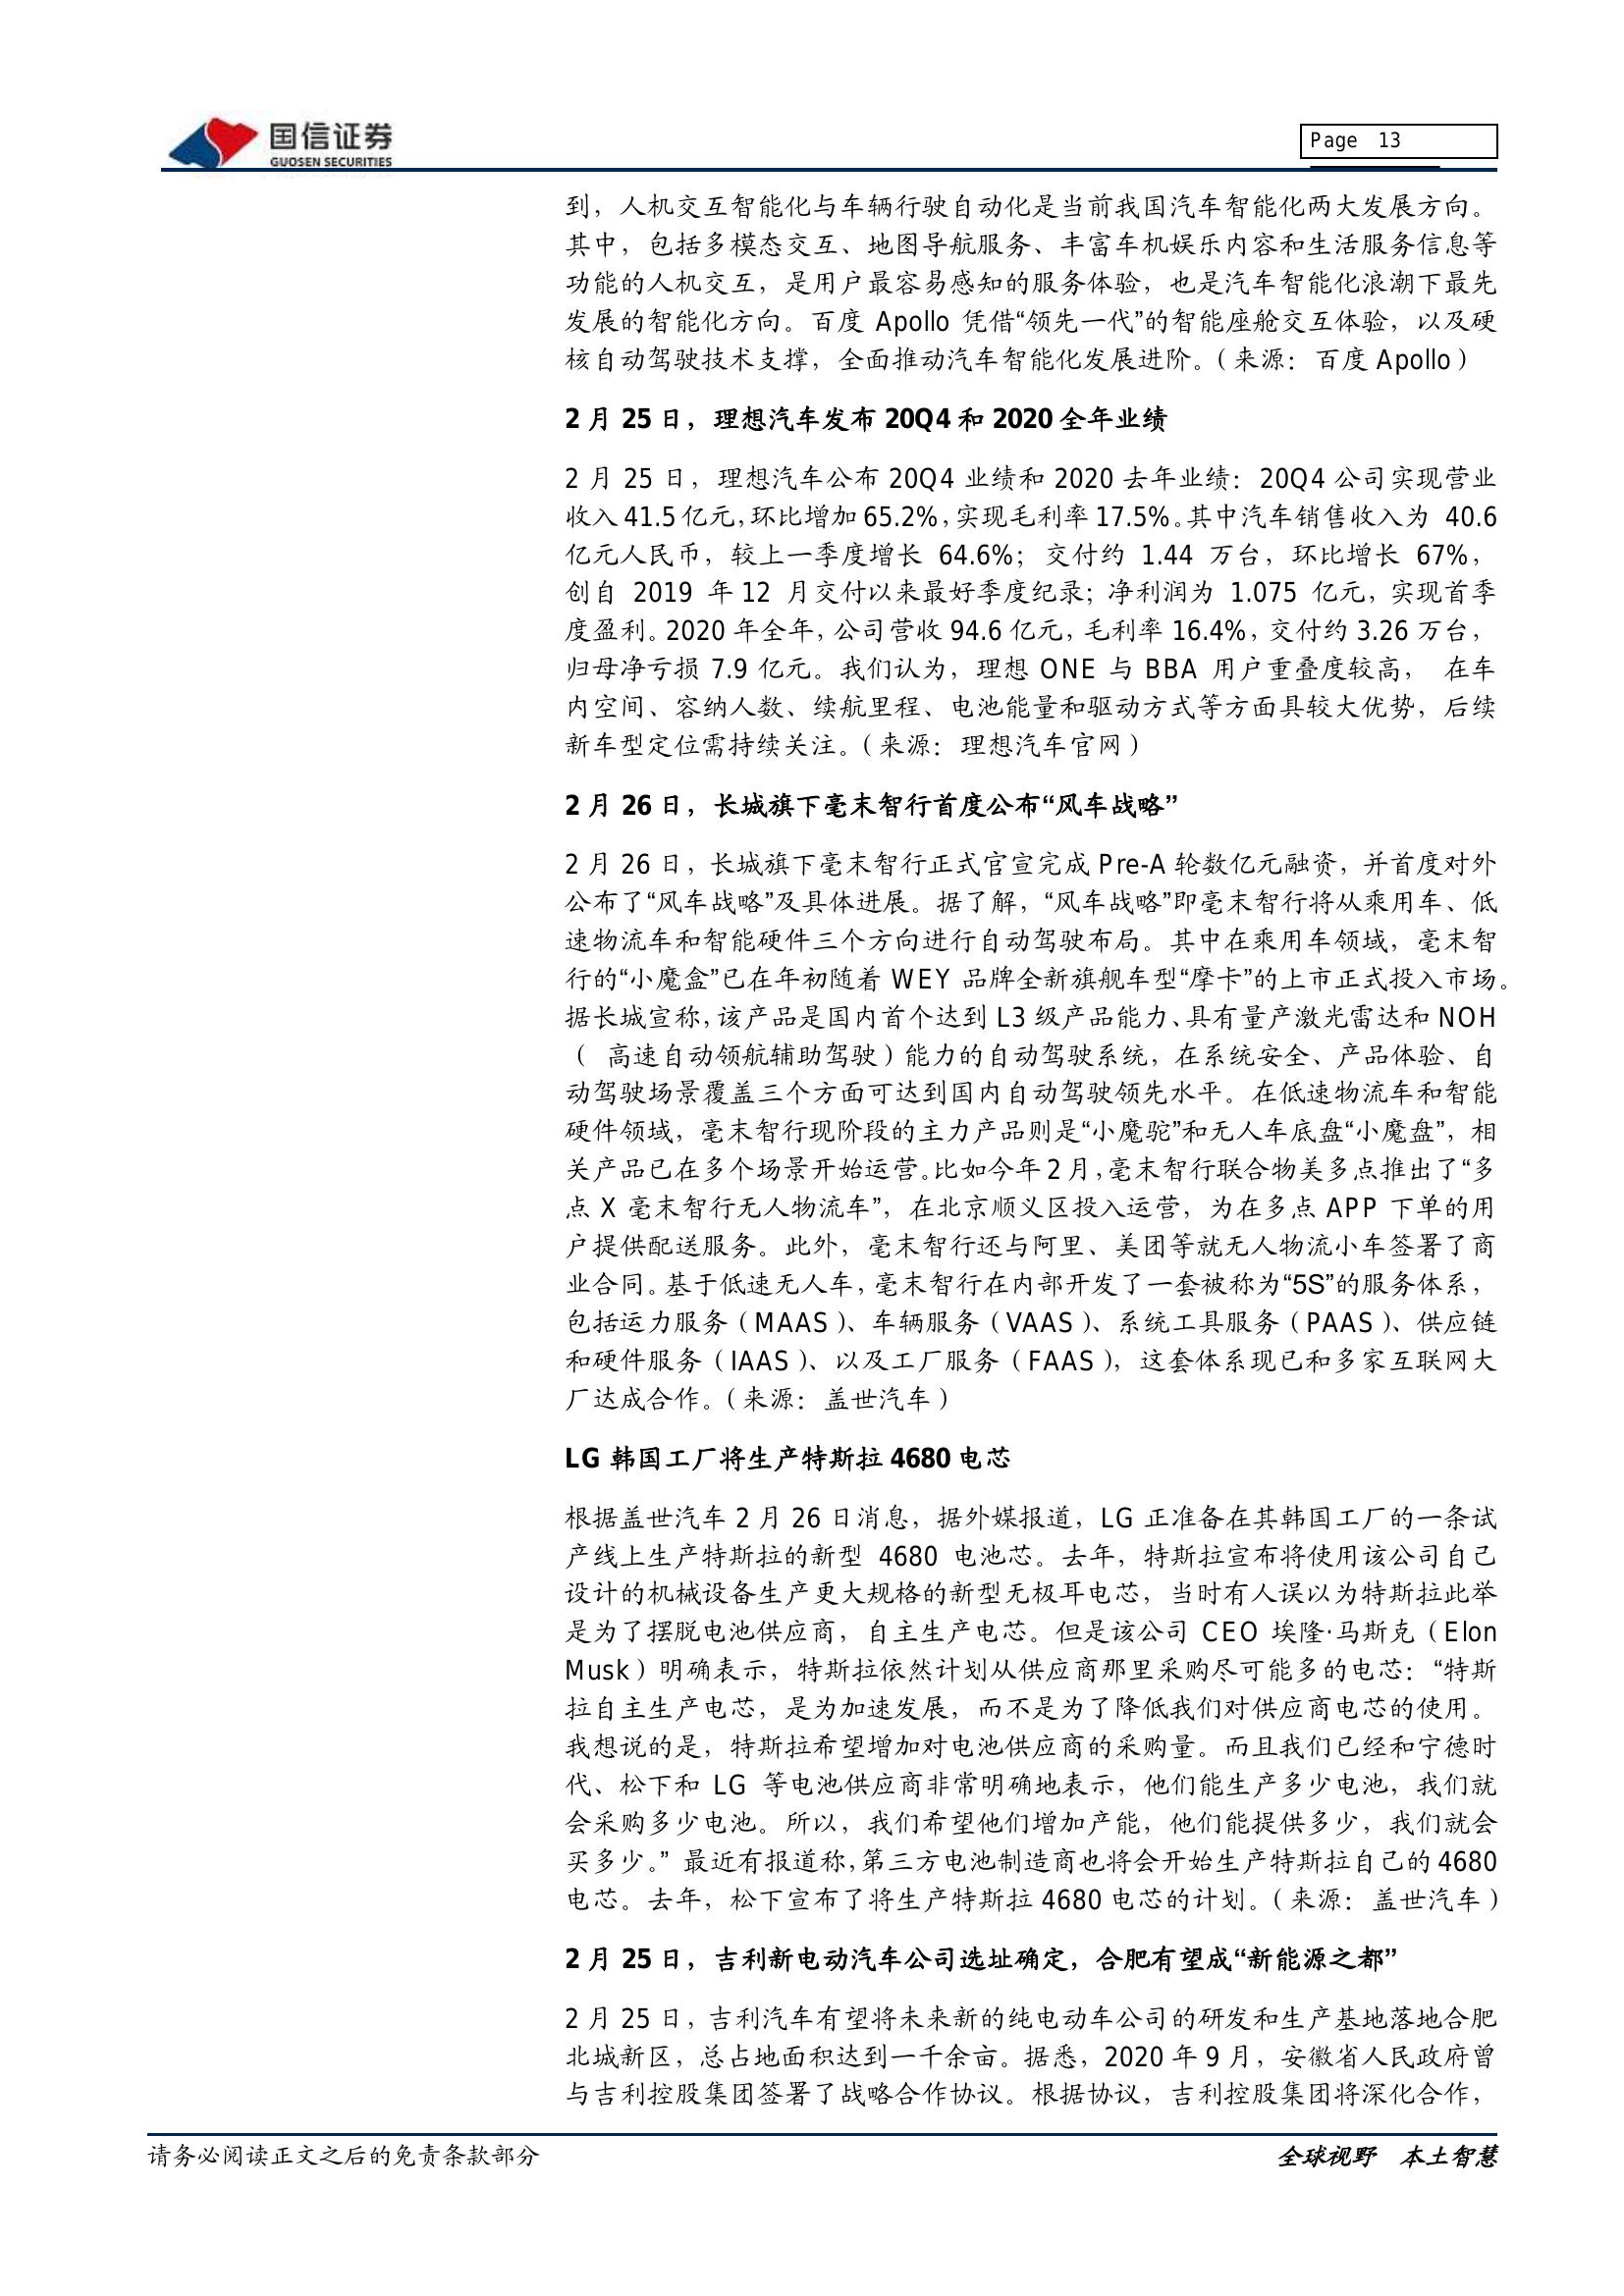 国信证券
GUOSEN SECURITIES
Page 13
到，人机交互智能化与车辆行驶自动化是当前我国汽车智能化两大发展方向。
其中，包括多模态交互、地图导航服务、丰富车机娱乐内容和生活服务信息等
功能的人机交互，是用户最容易感知的服务体验，也是汽车智能化浪潮下最先
发展的智能化方向。百度 Apollo 凭借“领先一代”的智能座舱交互体验，以及硬
核自动驾驶技术支撑，全面推动汽车智能化发展进阶。（来源：百度 Apollo）
2 月 25 日，理想汽车发布 20Q4 和 2020 全年业绩
2 月 25 日，理想汽车公布 20Q4 业绩和 2020 去年业绩：20Q4 公司实现营业
收入 41.5 亿元，环比增加 65.2%，实现毛利率 17.5%。其中汽车销售收入为 40.6
亿元人民币，较上一季度增长 64.6%；交付约 1.44 万台，环比增长 67%，
创自 2019 年 12 月交付以来最好季度纪录；净利润为 1.075 亿元，实现首季
度盈利。2020 年全年，公司营收 94.6 亿元，毛利率 16.4%，交付约 3.26 万台，
归母净亏损 7.9 亿元。我们认为，理想 ONE 与 BBA 用户重叠度较高， 在车
内空间、容纳人数、续航里程、电池能量和驱动方式等方面具较大优势，后续
新车型定位需持续关注。（来源：理想汽车官网）
2 月 26 日，长城旗下毫末智行首度公布“风车战略”
2 月 26 日，长城旗下毫末智行正式官宣完成 Pre-A 轮数亿元融资，并首度对外
公布了“风车战略”及具体进展。据了解，“风车战略”即毫末智行将从乘用车、低
速物流车和智能硬件三个方向进行自动驾驶布局。其中在乘用车领域，毫末智
行的“小魔盒”已在年初随着 WEY 品牌全新旗舰车型“摩卡”的上市正式投入市场。
据长城宣称，该产品是国内首个达到 L3 级产品能力、具有量产激光雷达和 NOH
（ 高速自动领航辅助驾驶）能力的自动驾驶系统，在系统安全、产品体验、自
动驾驶场景覆盖三个方面可达到国内自动驾驶领先水平。在低速物流车和智能
硬件领域，毫末智行现阶段的主力产品则是“小魔驼”和无人车底盘“小魔盘”，相
关产品已在多个场景开始运营。比如今年 2 月，毫末智行联合物美多点推出了“多
点 X 毫末智行无人物流车”，在北京顺义区投入运营，为在多点 APP 下单的用
户提供配送服务。此外，毫末智行还与阿里、美团等就无人物流小车签署了商
业合同。基于低速无人车，毫末智行在内部开发了一套被称为“5S”的服务体系，
包括运力服务（MAAS）、车辆服务（VAAS）、系统工具服务（PAAS）、供应链
和硬件服务（IAAS）、以及工厂服务（FAAS），这套体系现已和多家互联网大
厂达成合作。（来源：盖世汽车）
LG 韩国工厂将生产特斯拉 4680 电芯
根据盖世汽车 2 月 26 日消息，据外媒报道，LG 正准备在其韩国工厂的一条试
产线上生产特斯拉的新型 4680 电池芯。去年，特斯拉宣布将使用该公司自己
设计的机械设备生产更大规格的新型无极耳电芯，当时有人误以为特斯拉此举
是为了摆脱电池供应商，自主生产电芯。但是该公司 CEO 埃隆·马斯克（Elon
Musk）明确表示，特斯拉依然计划从供应商那里采购尽可能多的电芯：“特斯
拉自主生产电芯，是为加速发展，而不是为了降低我们对供应商电芯的使用。
我想说的是，特斯拉希望增加对电池供应商的采购量。而且我们已经和宁德时
代、松下和 LG 等电池供应商非常明确地表示，他们能生产多少电池，我们就
会采购多少电池。所以，我们希望他们增加产能，他们能提供多少，我们就会
买多少。” 最近有报道称，第三方电池制造商也将会开始生产特斯拉自己的 4680
电芯。去年，松下宣布了将生产特斯拉 4680 电芯的计划。（来源：盖世汽车）
2 月 25 日，吉利新电动汽车公司选址确定，合肥有望成“新能源之都”
2 月 25 日，吉利汽车有望将未来新的纯电动车公司的研发和生产基地落地合肥
北城新区，总占地面积达到一千余亩。据悉，2020 年 9 月，安徽省人民政府曾
与吉利控股集团签署了战略合作协议。根据协议，吉利控股集团将深化合作，
请务必阅读正文之后的免责条款部分
全球视野 本土智慧